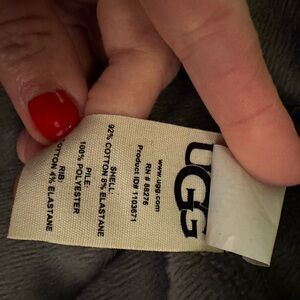 UGG
www.ugg.com
RN # 88276
Product ID# 1103671
SHELL:
92% COTTON 8% ELASTANE
PILE:
100% POLYESTER
RIB:
COTTON 4% ELASTANE